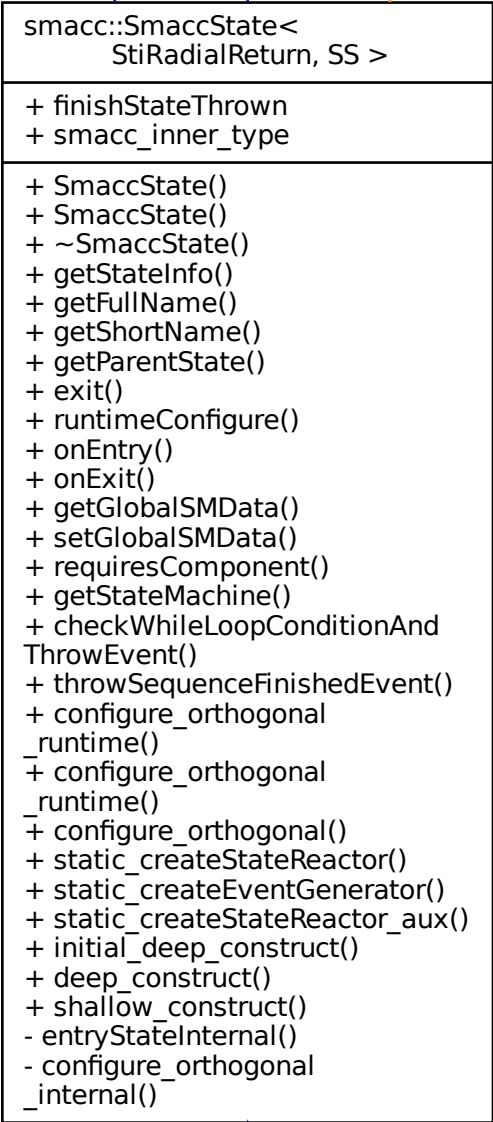 smacc::SmaccState<
StiRadialReturn, SS >
+ finishStateThrown
+ smacc_inner_type
+ SmaccState()
+ SmaccState()
+ ~SmaccState()
+ getStateInfo()
+ getFullName()
+ getShortName()
+ getParentState()
+ exit()
+ runtimeConfigure()
+ onEntry()
+ onExit()
+ getGlobalSMData()
+ setGlobalSMData()
+ requiresComponent()
+ getStateMachine()
+ checkWhileLoopConditionAnd
ThrowEvent()
+ throwSequenceFinishedEvent()
+ configure_orthogonal
_runtime()
+ configure_orthogonal
_runtime()
+ configure_orthogonal()
+ static_createStateReactor()
+ static_createEventGenerator()
+ static_createStateReactor_aux()
+ initial_deep_construct()
+ deep_construct()
+ shallow_construct()
- entryStateInternal()
- configure_orthogonal
_internal()